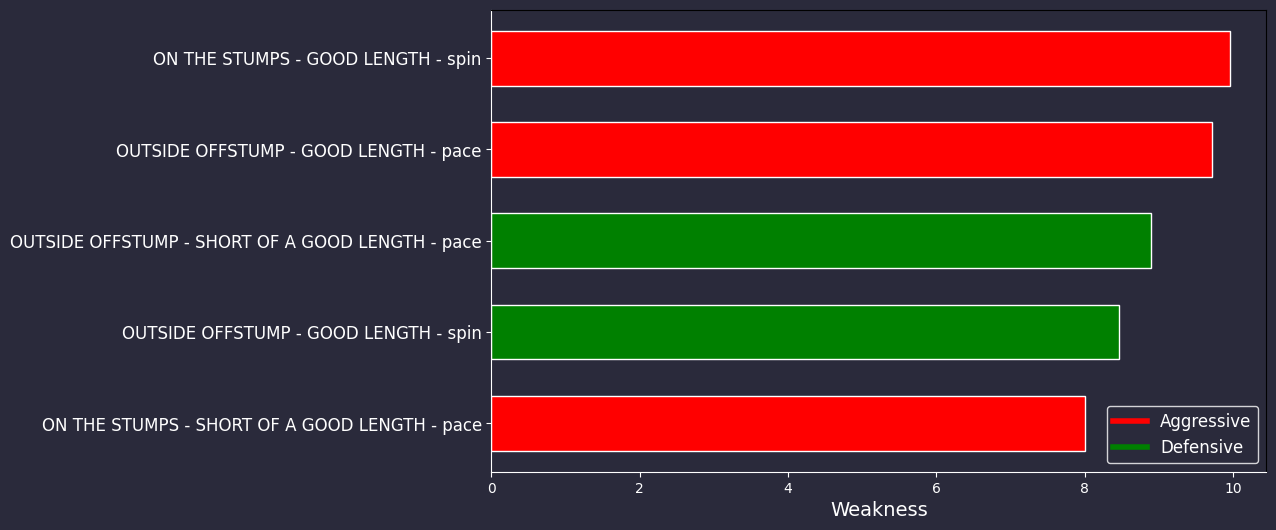 ON THE STUMPS - GOOD LENGTH - spin
OUTSIDE OFFSTUMP - GOOD LENGTH - pace
OUTSIDE OFFSTUMP - SHORT OF A GOOD LENGTH - pace
OUTSIDE OFFSTUMP - GOOD LENGTH - spin
ON THE STUMPS - SHORT OF A GOOD LENGTH - pace
Aggressive
Defensive
0 2 4 6 8 10
Weakness